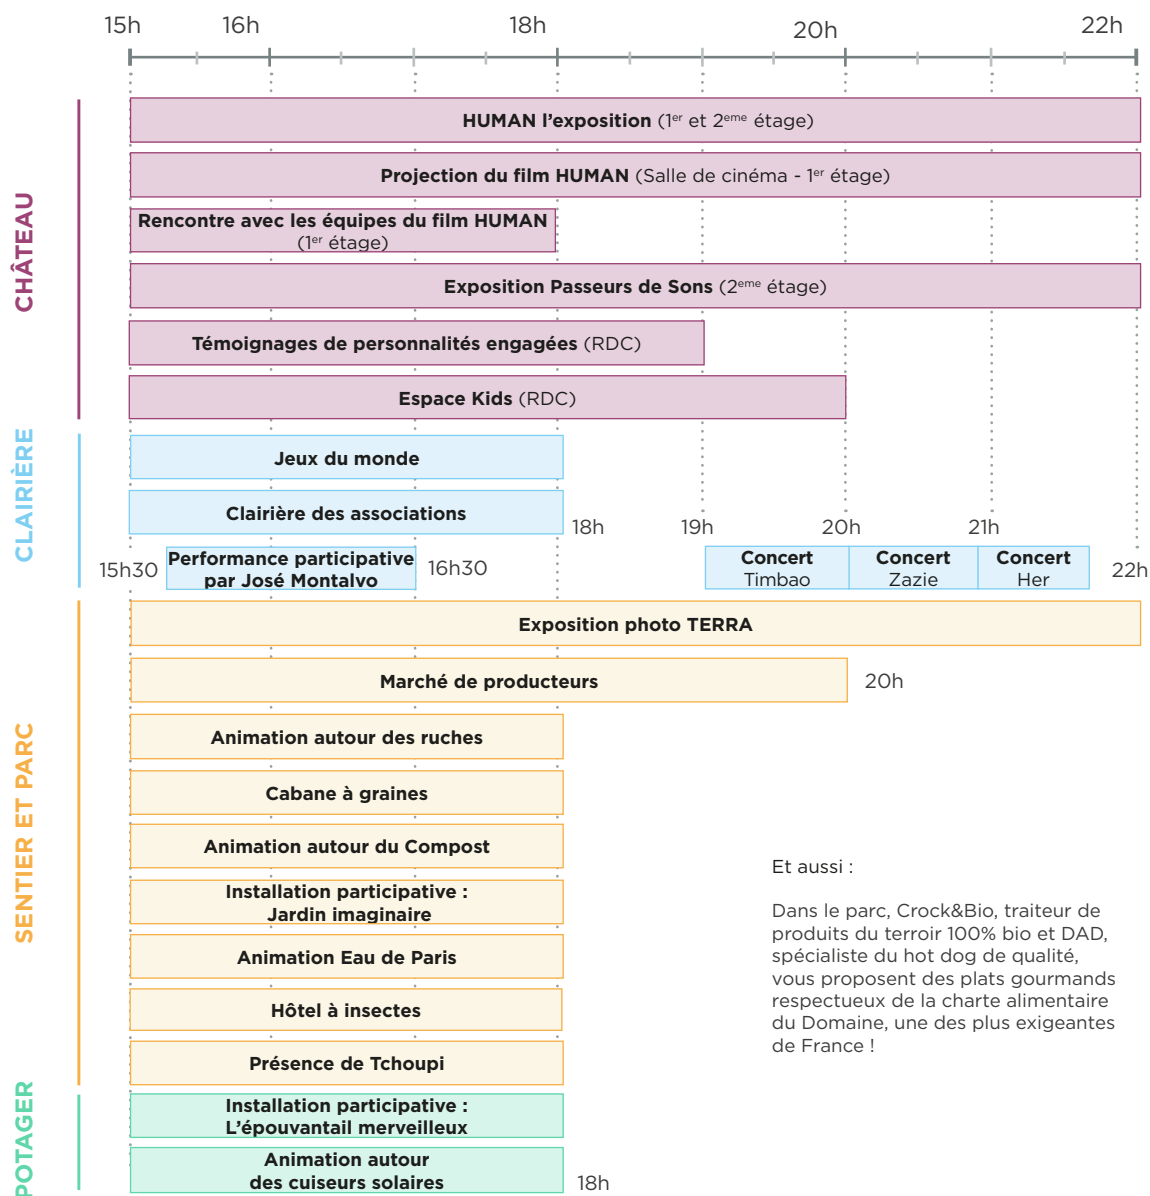 15h 16h 18h 20h 22h
CHÂTEAU
HUMAN l'exposition (1er et 2eme étage)
Projection du film HUMAN (Salle de cinéma - 1er étage)
Rencontre avec les équipes du film HUMAN
(1er étage)
Exposition Passeurs de Sons (2eme étage)
Témoignages de personnalités engagées (RDC)
Espace Kids (RDC)
CLAIRIÈRE
Jeux du monde
Clairière des associations
18h 19h 20h 21h
15h30
Performance participative
par José Montalvo
16h30
Concert
Timbao
Concert
Zazie
Concert
Her
22h
SENTIER ET PARC
Exposition photo TERRA
Marché de producteurs
20h
Animation autour des ruches
Cabane à graines
Animation autour du Compost
Installation participative :
Jardin imaginaire
Animation Eau de Paris
Hôtel à insectes
Présence de Tchoupi
Et aussi :
Dans le parc, Crock&Bio, traiteur de
produits du terroir 100% bio et DAD,
spécialiste du hot dog de qualité,
vous proposent des plats gourmands
respectueux de la charte alimentaire
du Domaine, une des plus exigeantes
de France !
POTAGER
Installation participative :
L'épouvantail merveilleux
Animation autour
des cuiseurs solaires
18h